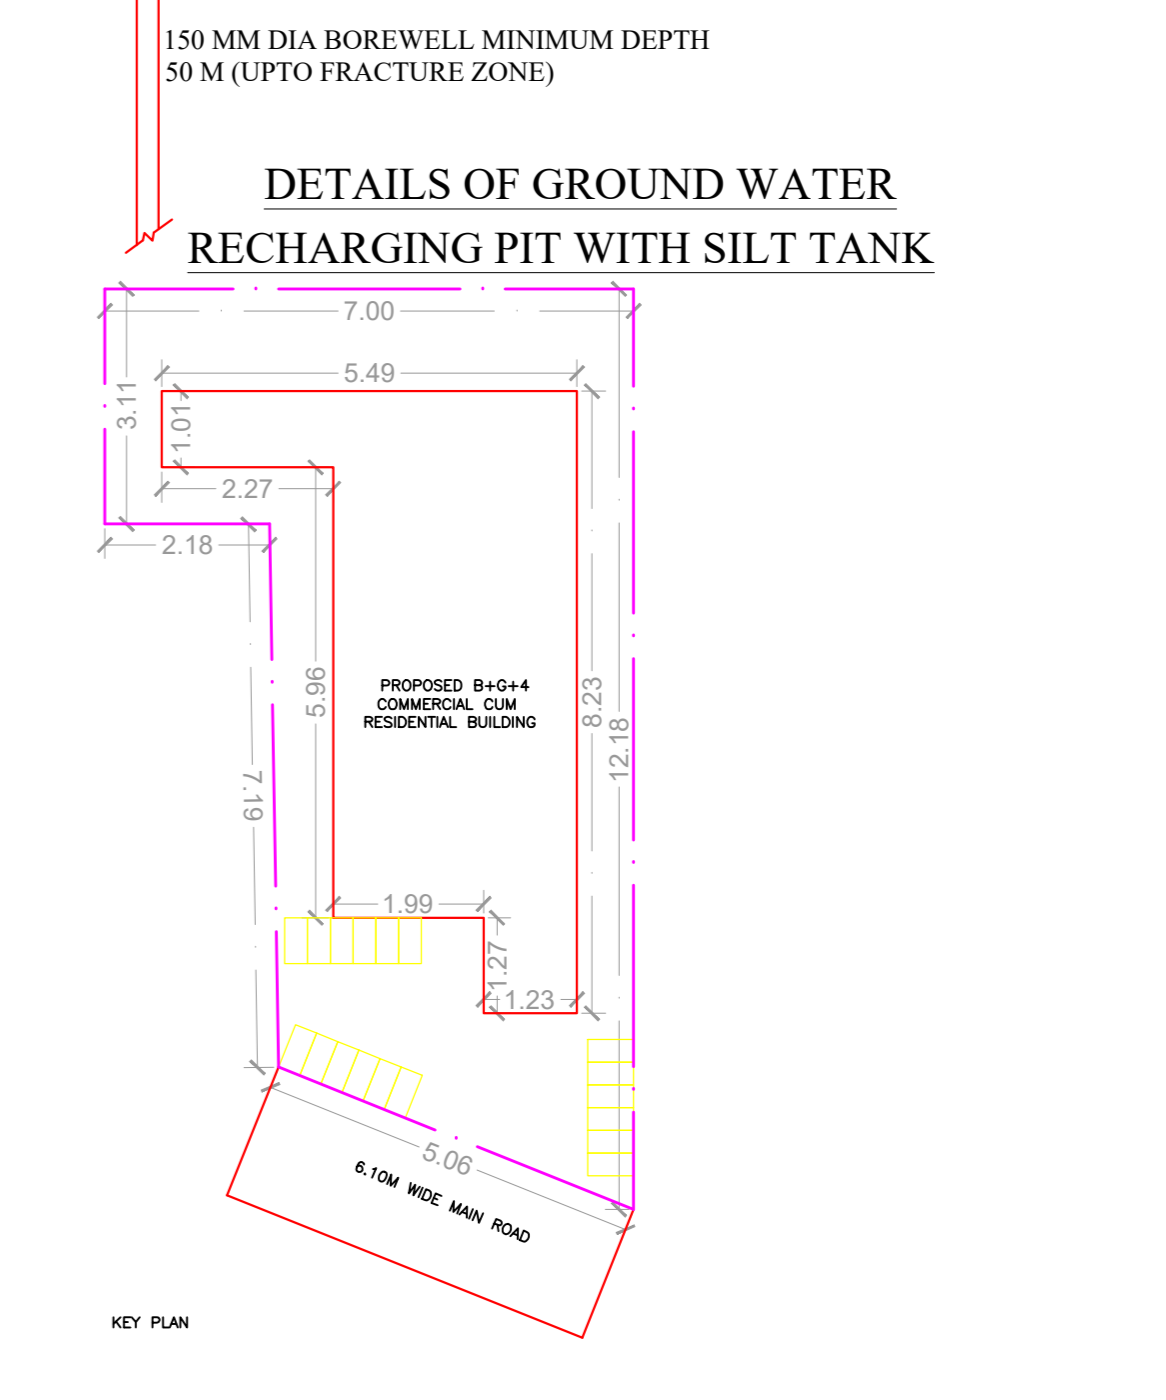 150 MM DIA BOREWELL MINIMUM DEPTH
50 M (UPTO FRACTURE ZONE)
DETAILS OF GROUND WATER
RECHARGING PIT WITH SILT TANK
7.00
5.49
3.11
1.01
2.27
2.18
5.96
PROPOSED B+G+4
COMMERCIAL CUM
RESIDENTIAL BUILDING
8.23
12.18
7.19
1.99
1.27
1.23
5.06
6.10M WIDE MAIN ROAD
KEY PLAN